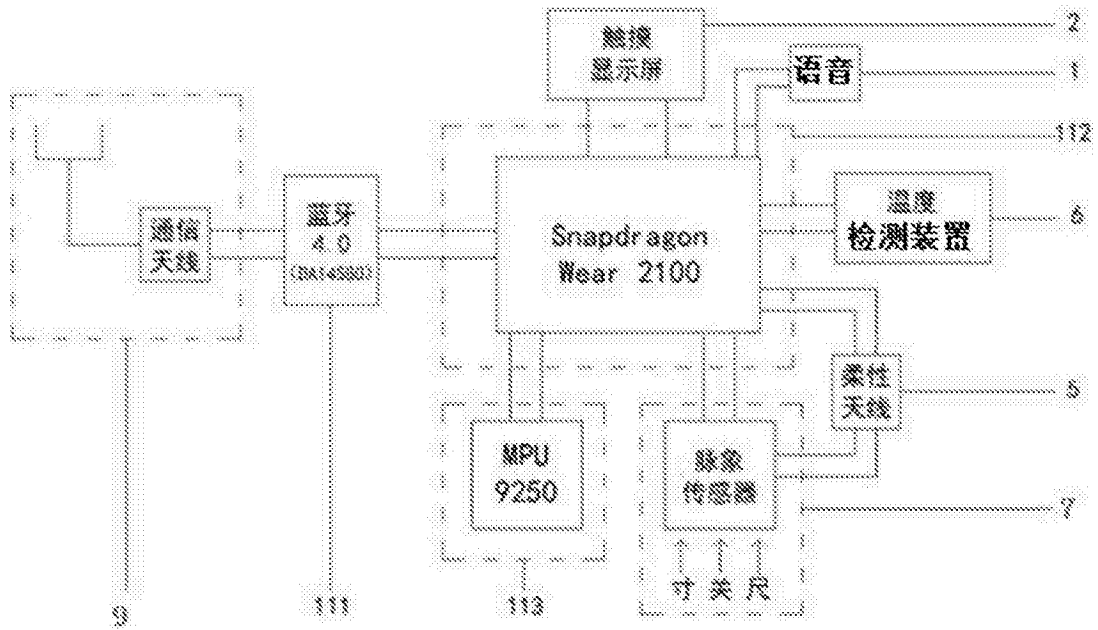 触摸
显示屏
2
语音
1
112
温度
检测装置
6
蓝牙
4.0
(DA14580)
通信
天线
Snapdragon
Wear 2100
柔性
天线
5
MPU
9250
脉象
传感器
7
寸 关 尺
9
111
113